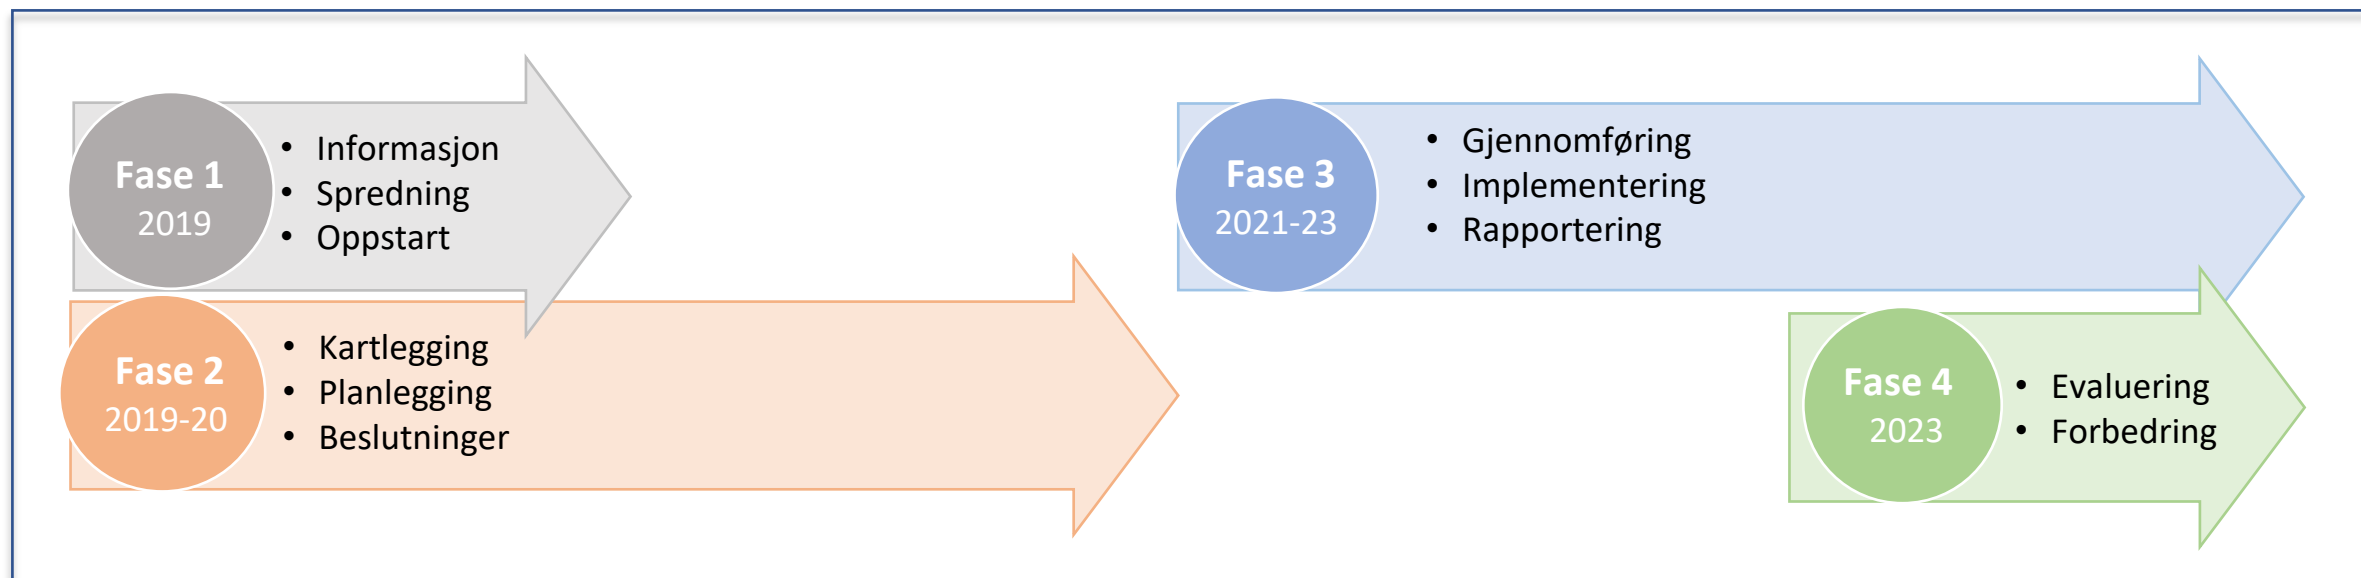 Fase 1
2019
• Informasjon
• Spredning
• Oppstart
Fase 2
2019-20
• Kartlegging
• Planlegging
• Beslutninger
Fase 3
2021-23
• Gjennomføring
• Implementering
• Rapportering
Fase 4
2023
• Evaluering
• Forbedring